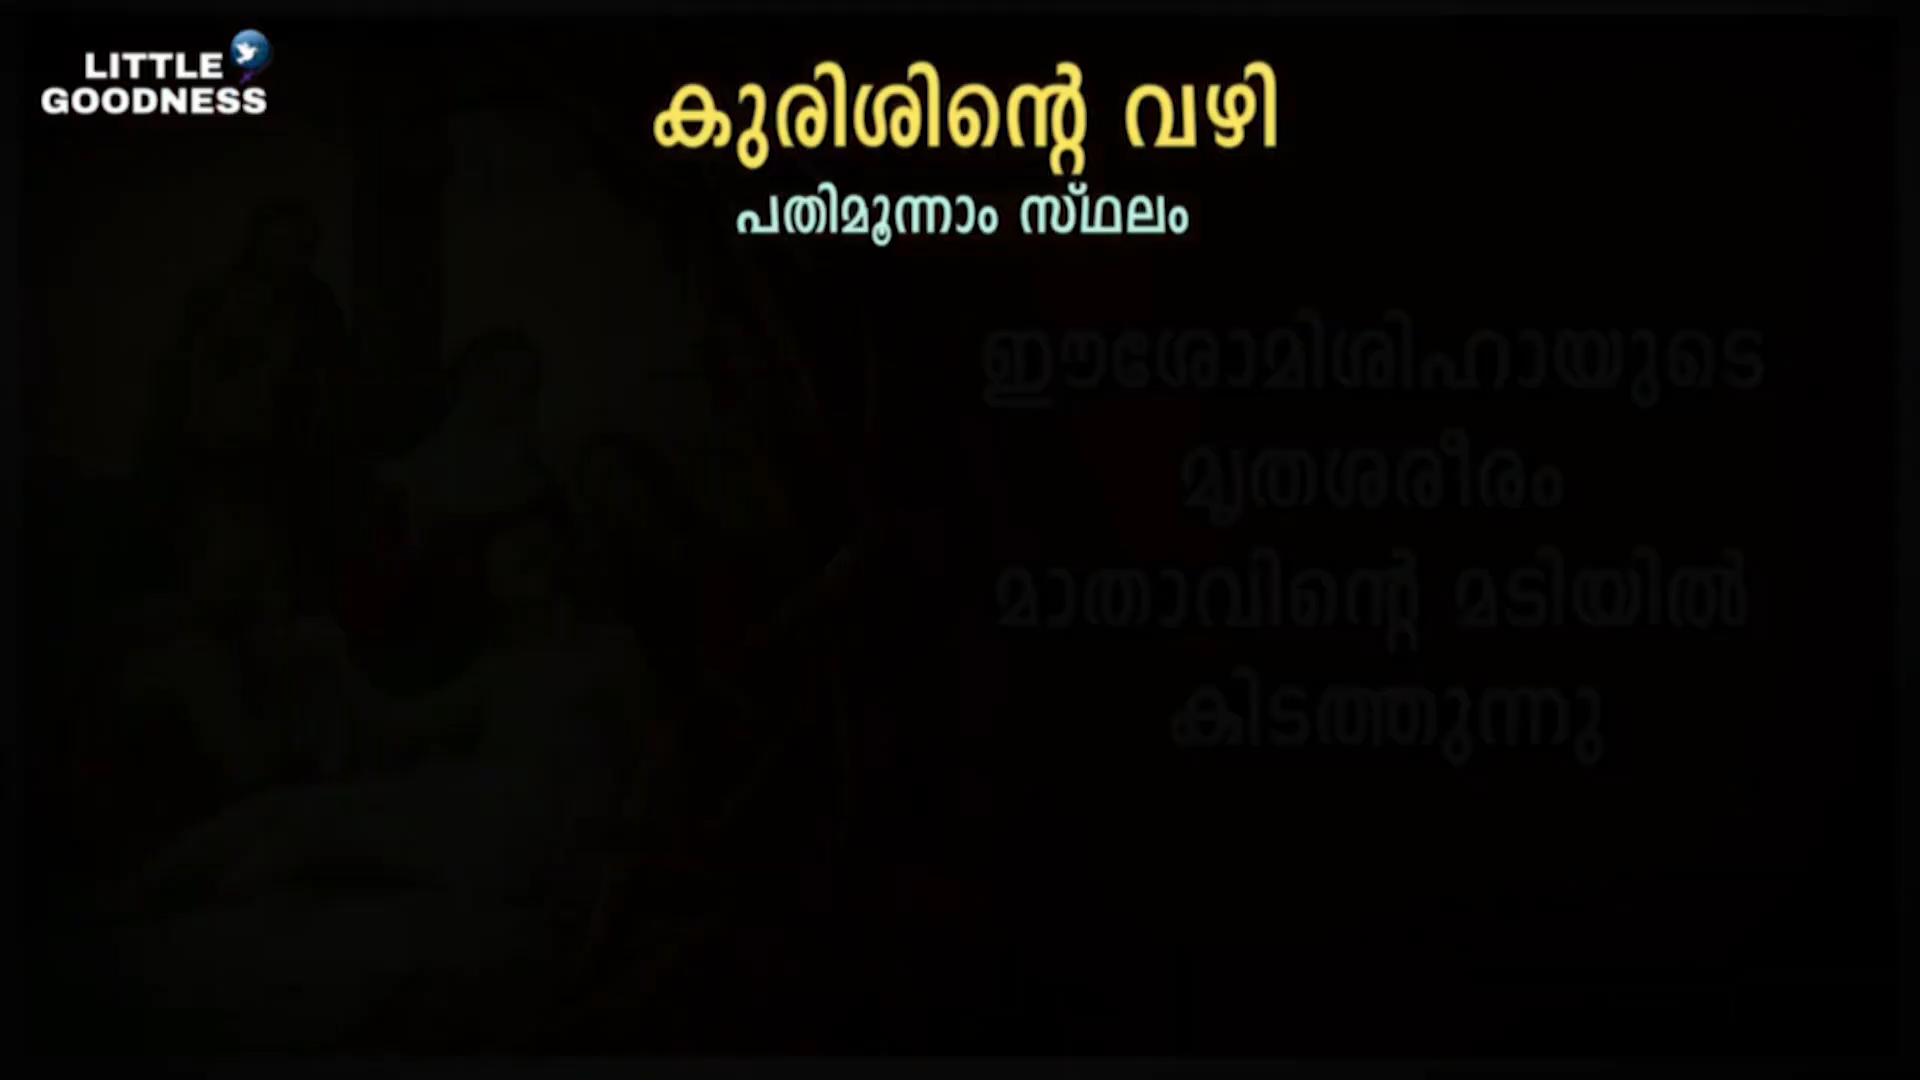 LITTLE
GOODNESS
കുരിശിന്റെ വഴി
പതിമൂന്നാം സ്ഥലം
ഈശോമിശിഹായുടെ
മൃതശരീരം
മാതാവിന്റെ മടിയിൽ
കിടത്തുന്നു